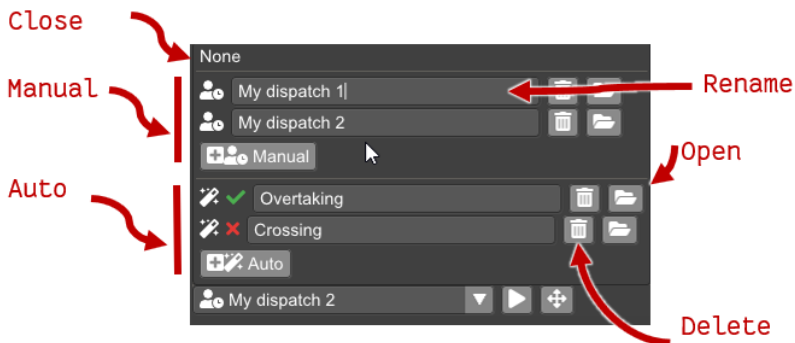 Close
None
Manual
My dispatch 1
Rename
My dispatch 2
Manual
Open
Auto
Overtaking
Crossing
Auto
My dispatch 2
Delete